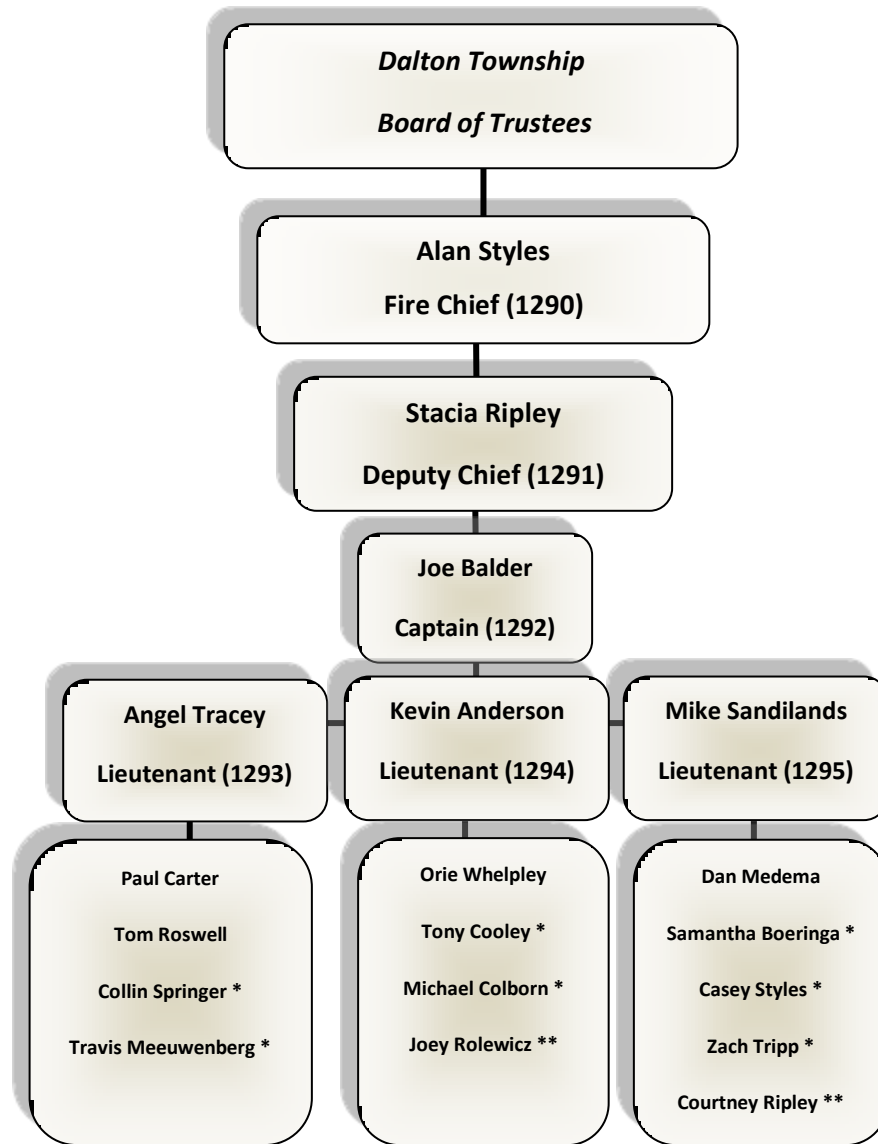 Dalton Township
Board of Trustees
Alan Styles
Fire Chief (1290)
Stacia Ripley
Deputy Chief (1291)
Joe Balder
Captain (1292)
Angel Tracey
Lieutenant (1293)
Kevin Anderson
Lieutenant (1294)
Mike Sandilands
Lieutenant (1295)
Paul Carter
Tom Roswell
Collin Springer *
Travis Meeuwenberg *
Orie Whelpley
Tony Cooley *
Michael Colborn *
Joey Rolewicz **
Dan Medema
Samantha Boeringa *
Casey Styles *
Zach Tripp *
Courtney Ripley **